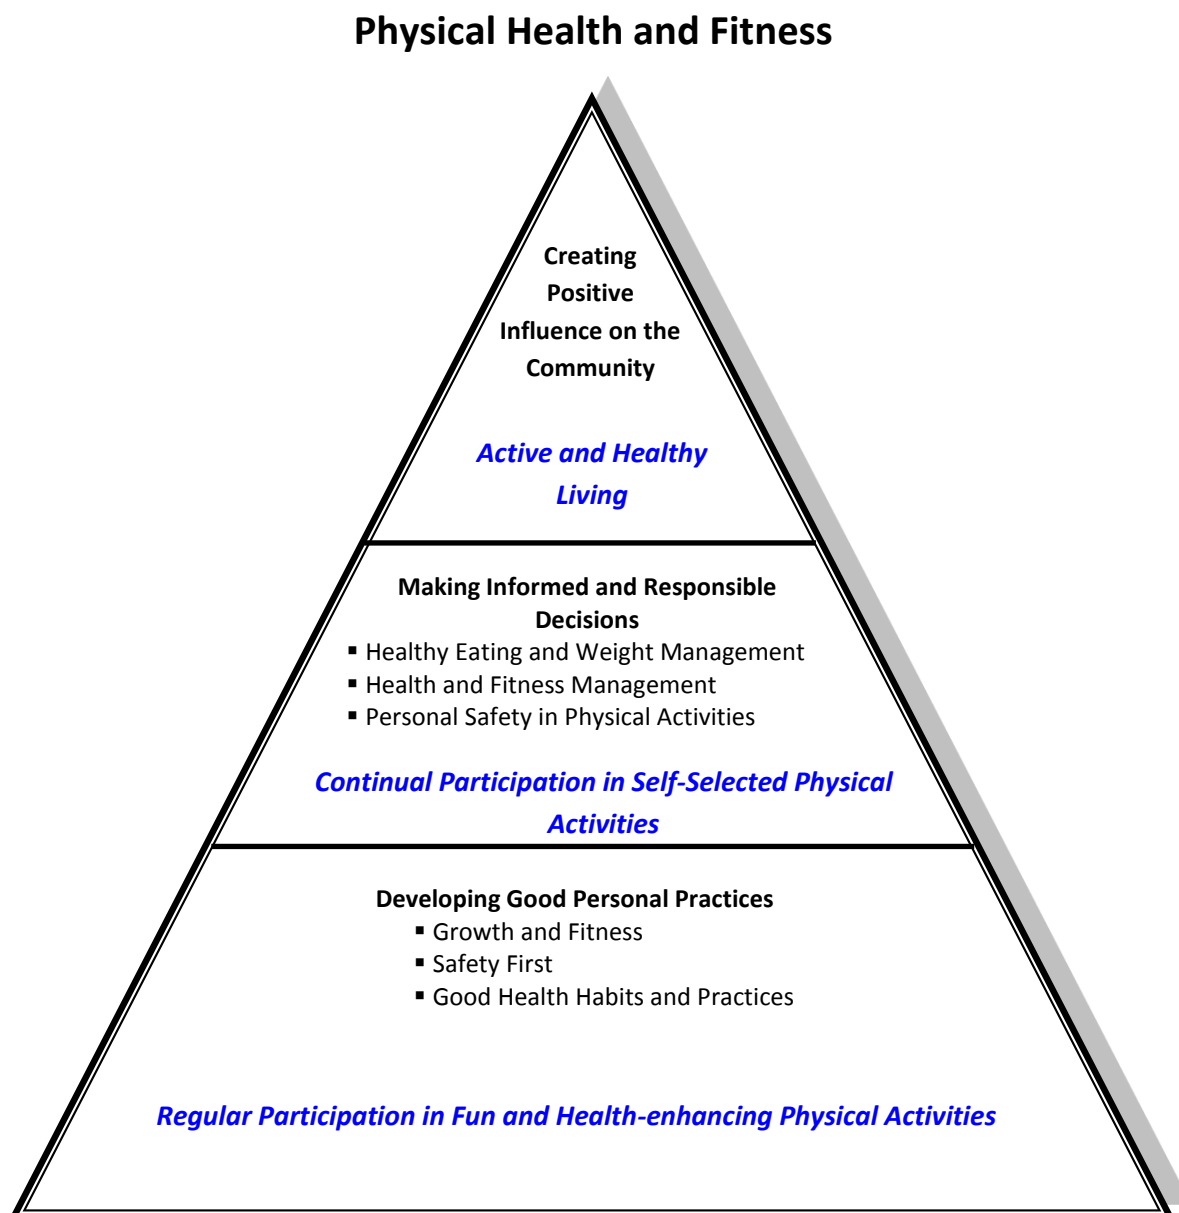 Physical Health and Fitness
Creating
Positive
Influence on the
Community
Active and Healthy
Living
Making Informed and Responsible
Decisions
▪ Healthy Eating and Weight Management
▪ Health and Fitness Management
▪ Personal Safety in Physical Activities
Continual Participation in Self-Selected Physical
Activities
Developing Good Personal Practices
▪ Growth and Fitness
▪ Safety First
▪ Good Health Habits and Practices
Regular Participation in Fun and Health-enhancing Physical Activities